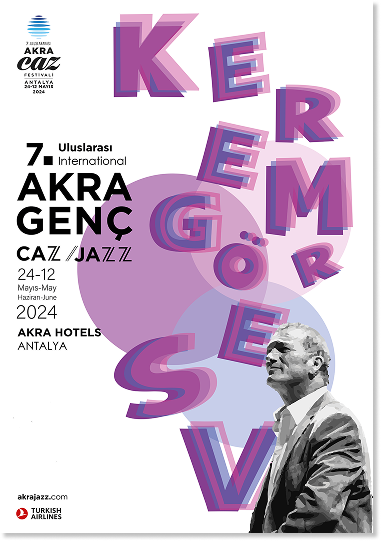 7.ULUSLARARASI
AKRA
caz
FESTİVALİ
ANTALYA
24-12 MAYIS
2024
KEREM
GÖRSEV
7. Uluslarası
International
AKRA
GENÇ
CAZ /JAZZ
24-12
Mayıs-May
Haziran-June
2024
AKRA HOTELS
ANTALYA
akrajazz.com
TURKISH
AIRLINES